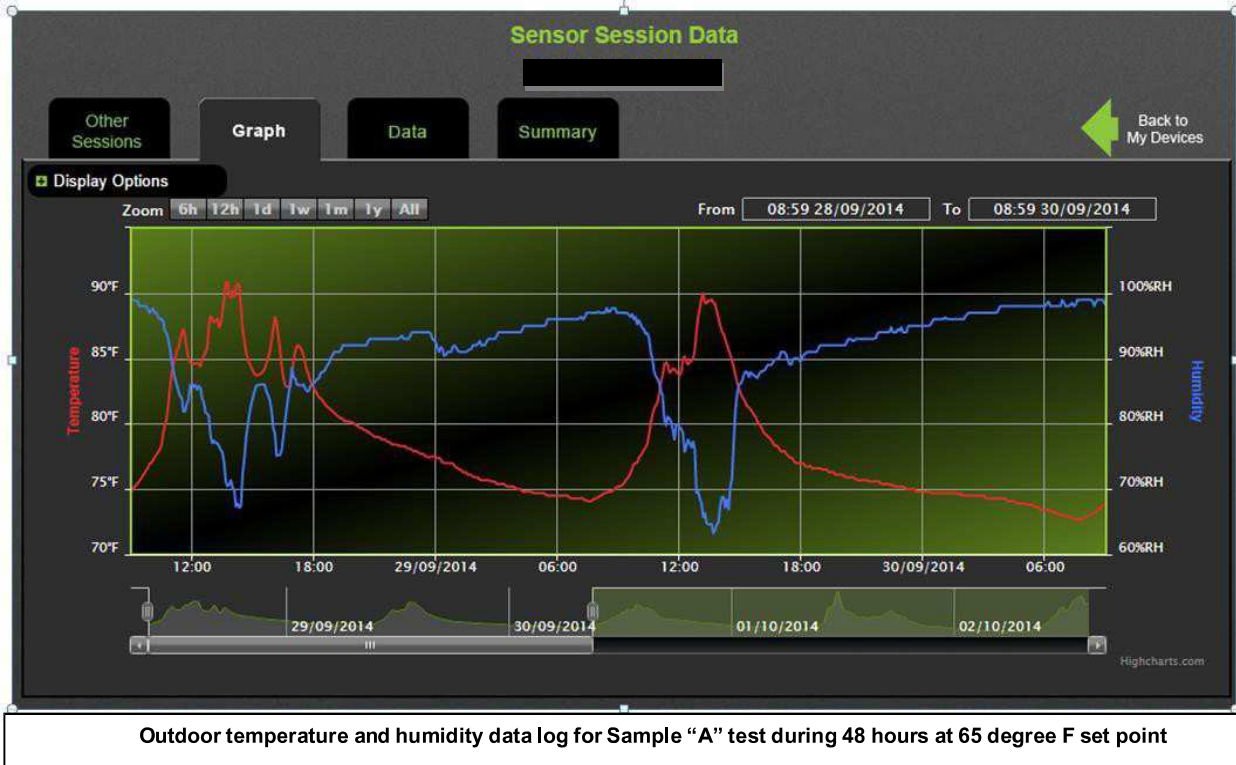 Sensor Session Data
Other
Sessions
Graph
Data
Summary
Back to
My Devices
Display Options
Zoom 6h 12h 1d 1w 1m 1y All
From 08:59 28/09/2014 To 08:59 30/09/2014
90°F
85°F
80°F
75°F
70°F
Temperature
100%RH
90%RH
80%RH
70%RH
60%RH
Humidity
12:00 18:00 29/09/2014 06:00 12:00 18:00 30/09/2014 06:00
29/09/2014 30/09/2014 01/10/2014 02/10/2014
Highcharts.com
Outdoor temperature and humidity data log for Sample “A” test during 48 hours at 65 degree F set point